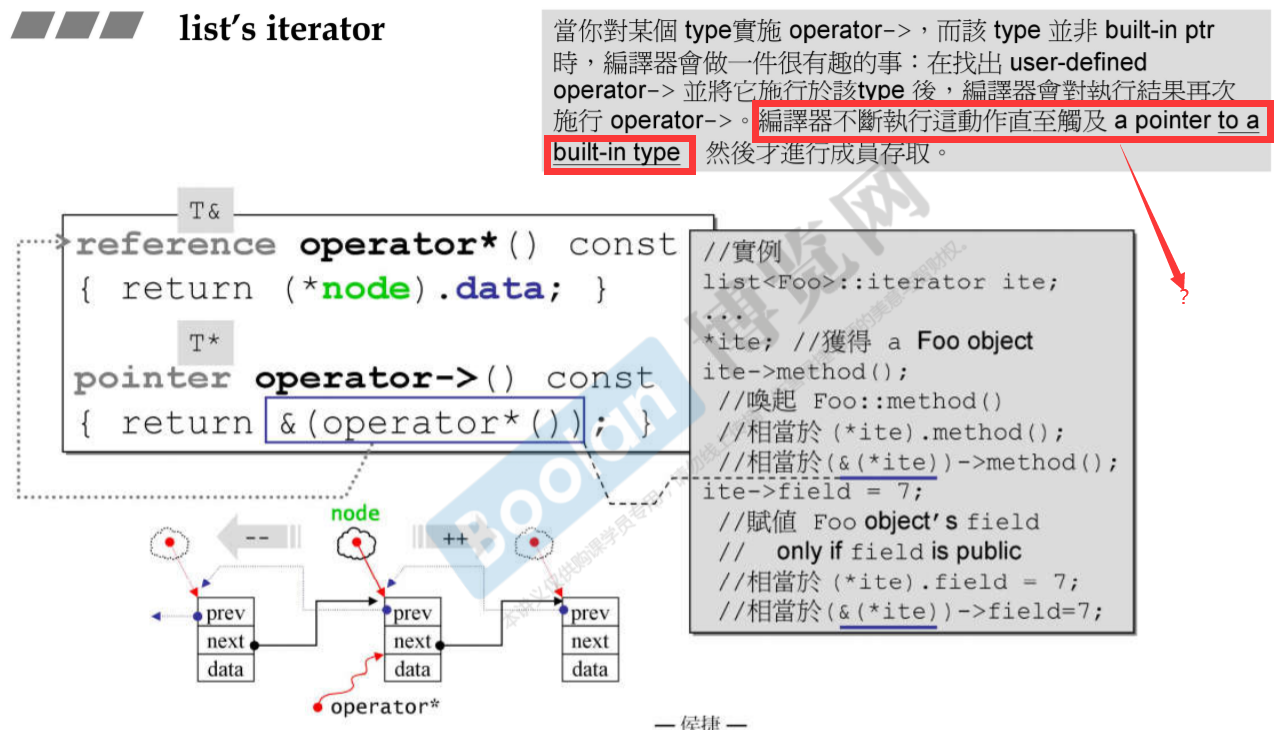 list's iterator
當你對某個 type實施 operator->，而該 type 並非 built-in ptr
時，編譯器會做一件很有趣的事：在找出 user-defined
operator-> 並將它施行於該type 後，編譯器會對執行結果再次
施行 operator->。編譯器不斷執行這動作直至觸及 a pointer to a
built-in type 然後才進行成員存取。
T&
reference operator*() const
{ return (*node).data; }
T*
pointer operator->() const
{ return &(operator*()); }
//實例
list<Foo>::iterator ite;
...
*ite; //獲得 a Foo object
ite->method();
//喚起 Foo::method()
//相當於 (*ite).method();
//相當於(&(*ite))->method();
ite->field = 7;
//賦值 Foo object's field
// only if field is public
//相當於 (*ite).field = 7;
//相當於(&(*ite))->field=7;
?
node
--
++
prev
next
data
prev
next
data
prev
next
data
operator*
— 侯捷 —
Boolan
博览网